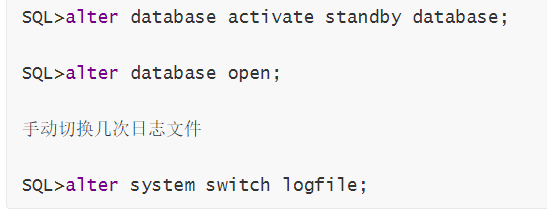 SQL>alter database activate standby database;
SQL>alter database open;
手动切换几次日志文件
SQL>alter system switch logfile;